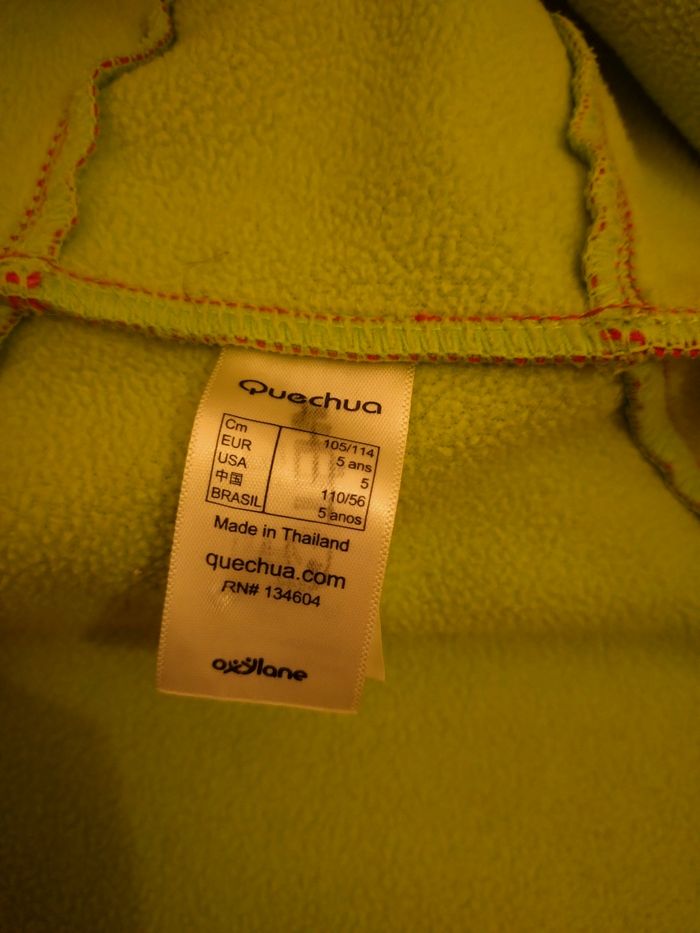 Quechua
Cm 105/114
EUR 5 ans
USA 5
中国 110/56
BRASIL 5 anos
Made in Thailand
quechua.com
RN# 134604
oxylane